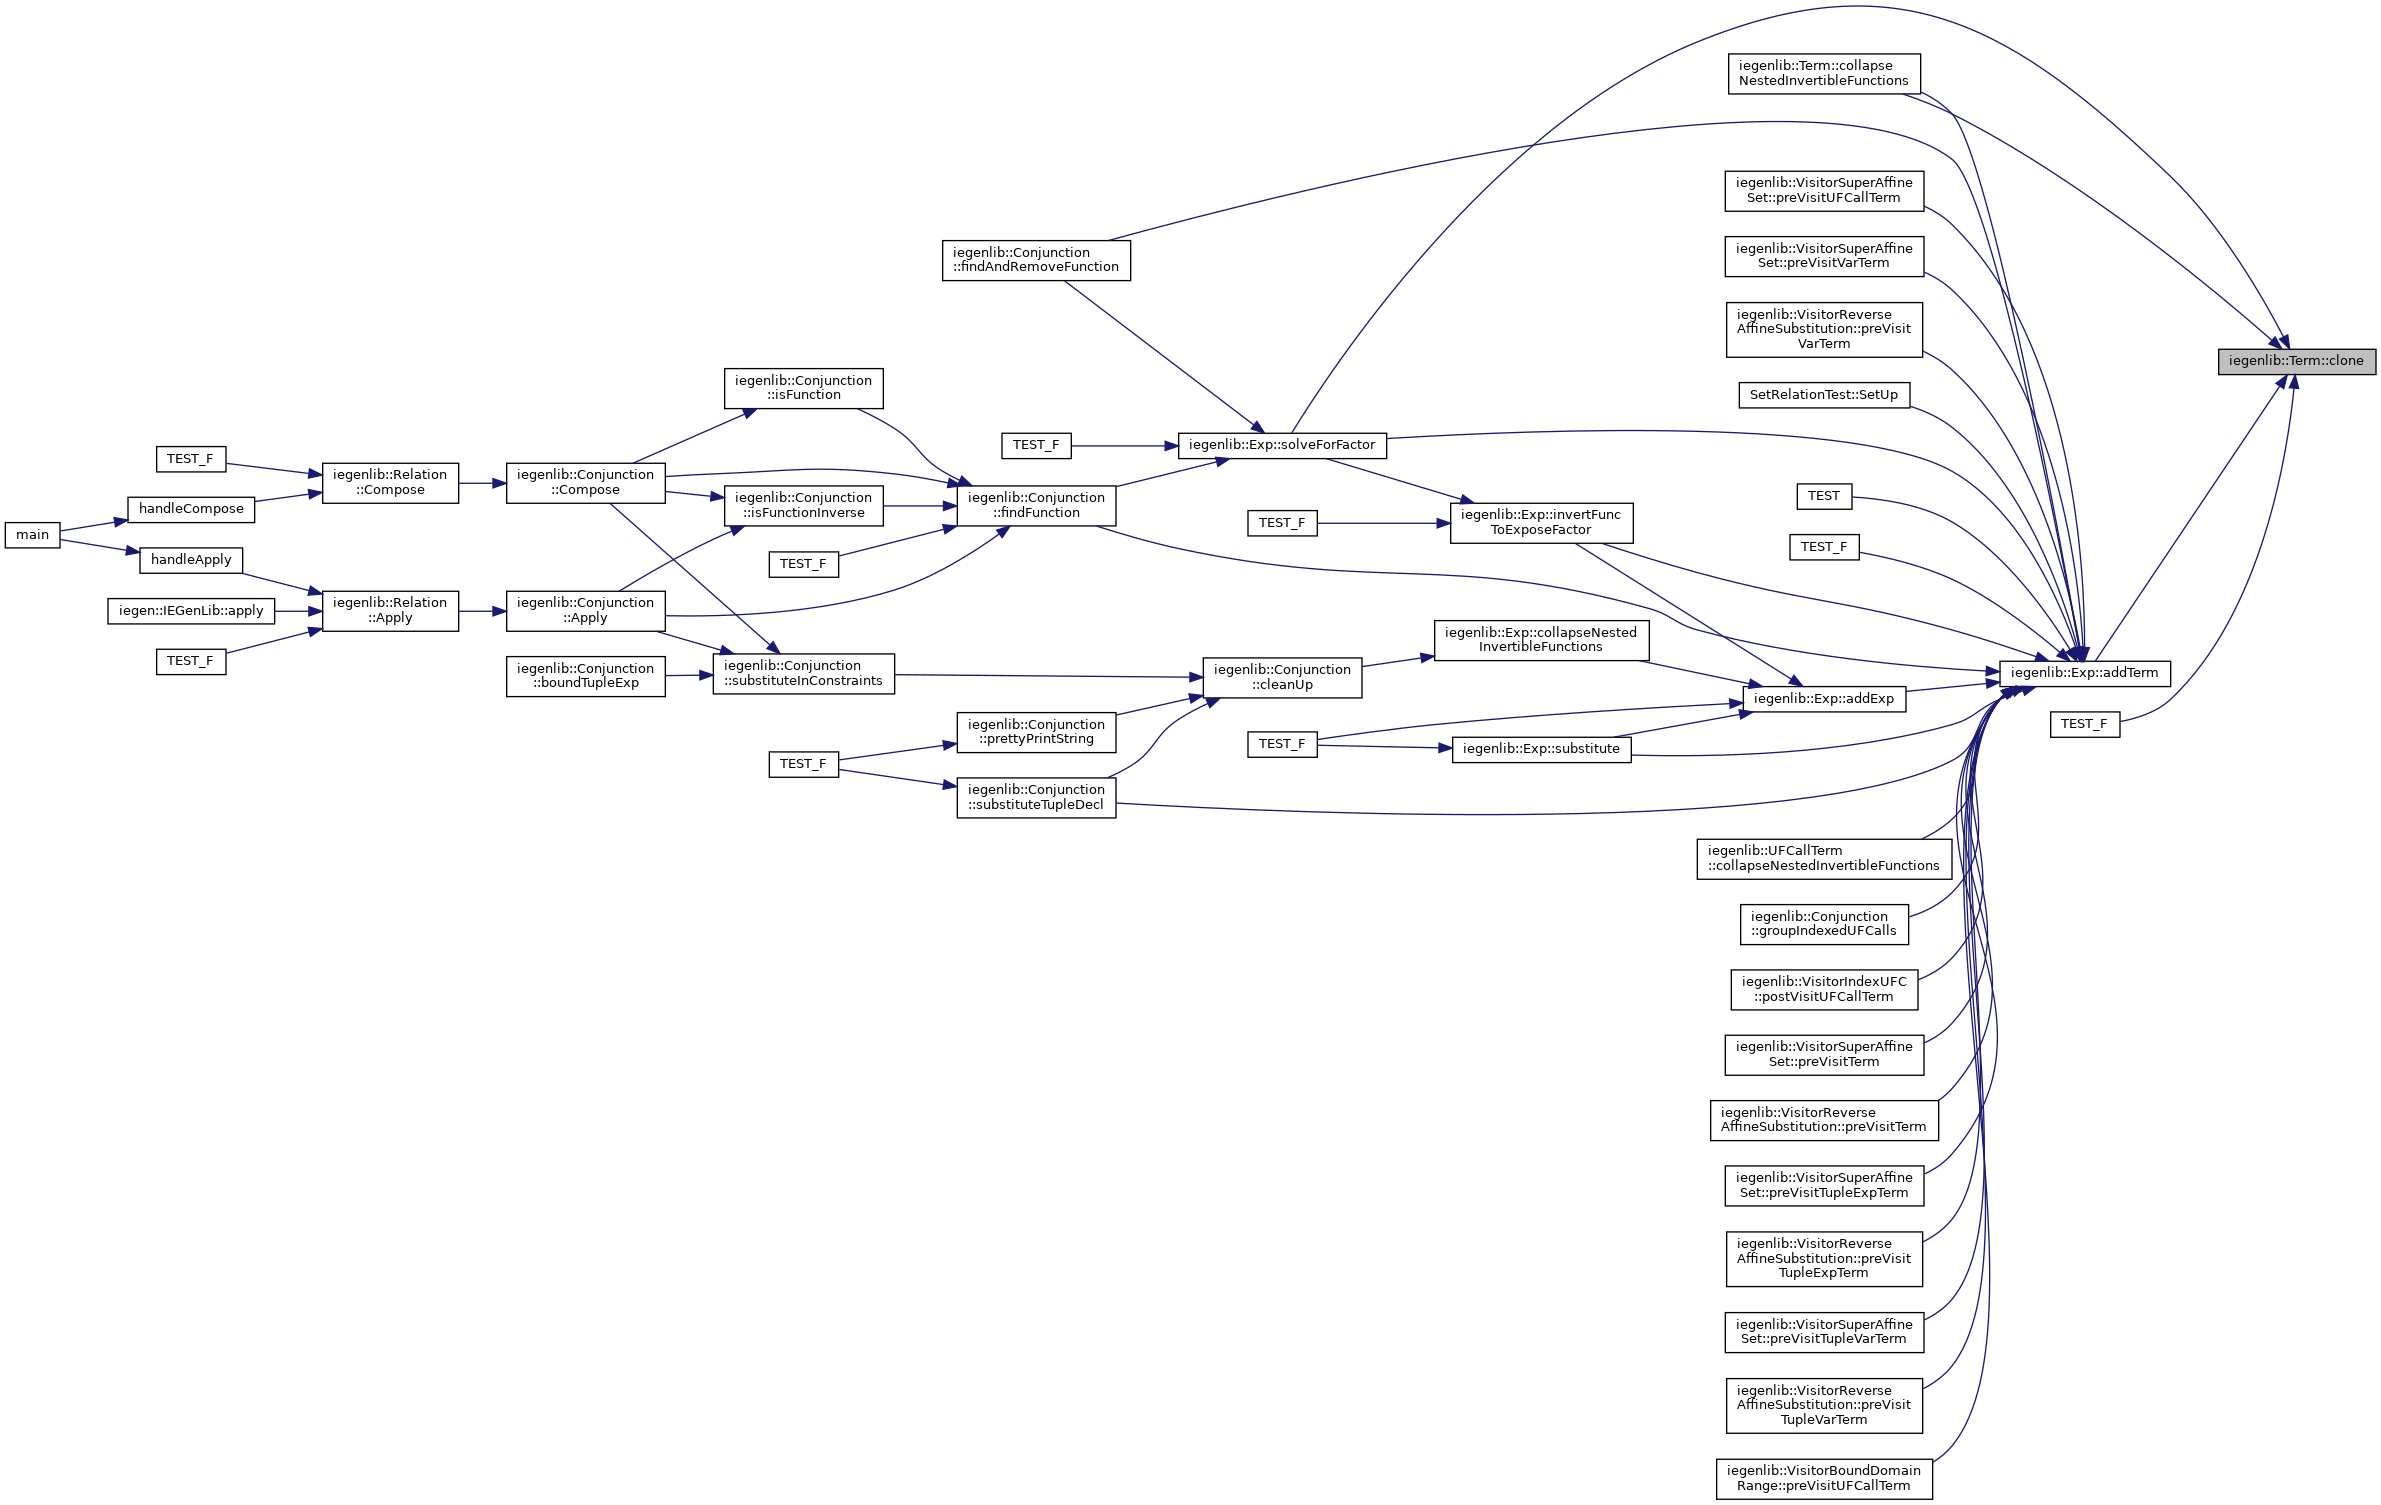 main
TEST_F
handleCompose
handleApply
iegen::IEGenLib::apply
TEST_F
iegenlib::Relation
::Compose
iegenlib::Relation
::Apply
iegenlib::Conjunction
::Compose
iegenlib::Conjunction
::Apply
iegenlib::Conjunction
::boundTupleExp
iegenlib::Conjunction
::isFunction
iegenlib::Conjunction
::isFunctionInverse
TEST_F
iegenlib::Conjunction
::substituteInConstraints
TEST_F
iegenlib::Conjunction
::findAndRemoveFunction
TEST_F
iegenlib::Conjunction
::findFunction
iegenlib::Conjunction
::prettyPrintString
iegenlib::Conjunction
::substituteTupleDecl
iegenlib::Exp::solveForFactor
TEST_F
iegenlib::Conjunction
::cleanUp
TEST_F
iegenlib::Exp::invertFunc
ToExposeFactor
iegenlib::Exp::collapseNested
InvertibleFunctions
iegenlib::Exp::substitute
iegenlib::Term::collapse
NestedInvertibleFunctions
iegenlib::VisitorSuperAffine
Set::preVisitUFCallTerm
iegenlib::VisitorSuperAffine
Set::preVisitVarTerm
iegenlib::VisitorReverse
AffineSubstitution::preVisit
VarTerm
SetRelationTest::SetUp
TEST
TEST_F
iegenlib::Exp::addExp
iegenlib::UFCallTerm
::collapseNestedInvertibleFunctions
iegenlib::Conjunction
::groupIndexedUFCalls
iegenlib::VisitorIndexUFC
::postVisitUFCallTerm
iegenlib::VisitorSuperAffine
Set::preVisitTerm
iegenlib::VisitorReverse
AffineSubstitution::preVisitTerm
iegenlib::VisitorSuperAffine
Set::preVisitTupleExpTerm
iegenlib::VisitorReverse
AffineSubstitution::preVisit
TupleExpTerm
iegenlib::VisitorSuperAffine
Set::preVisitTupleVarTerm
iegenlib::VisitorReverse
AffineSubstitution::preVisit
TupleVarTerm
iegenlib::VisitorBoundDomain
Range::preVisitUFCallTerm
iegenlib::Exp::addTerm
TEST_F
iegenlib::Term::clone